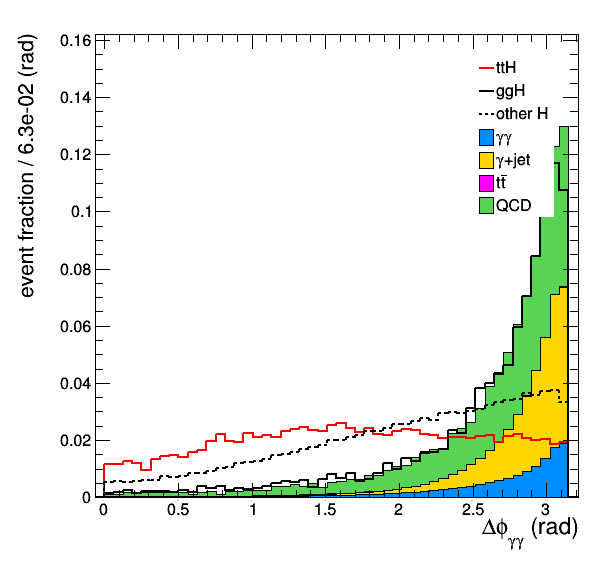 event fraction / 6.3e-02 (rad)
0.16
0.14
0.12
0.1
0.08
0.06
0.04
0.02
0
ttH
ggH
other H
γγ
γ+jet
tt̄
QCD
0 0.5 1 1.5 2 2.5 3
Δϕγγ (rad)